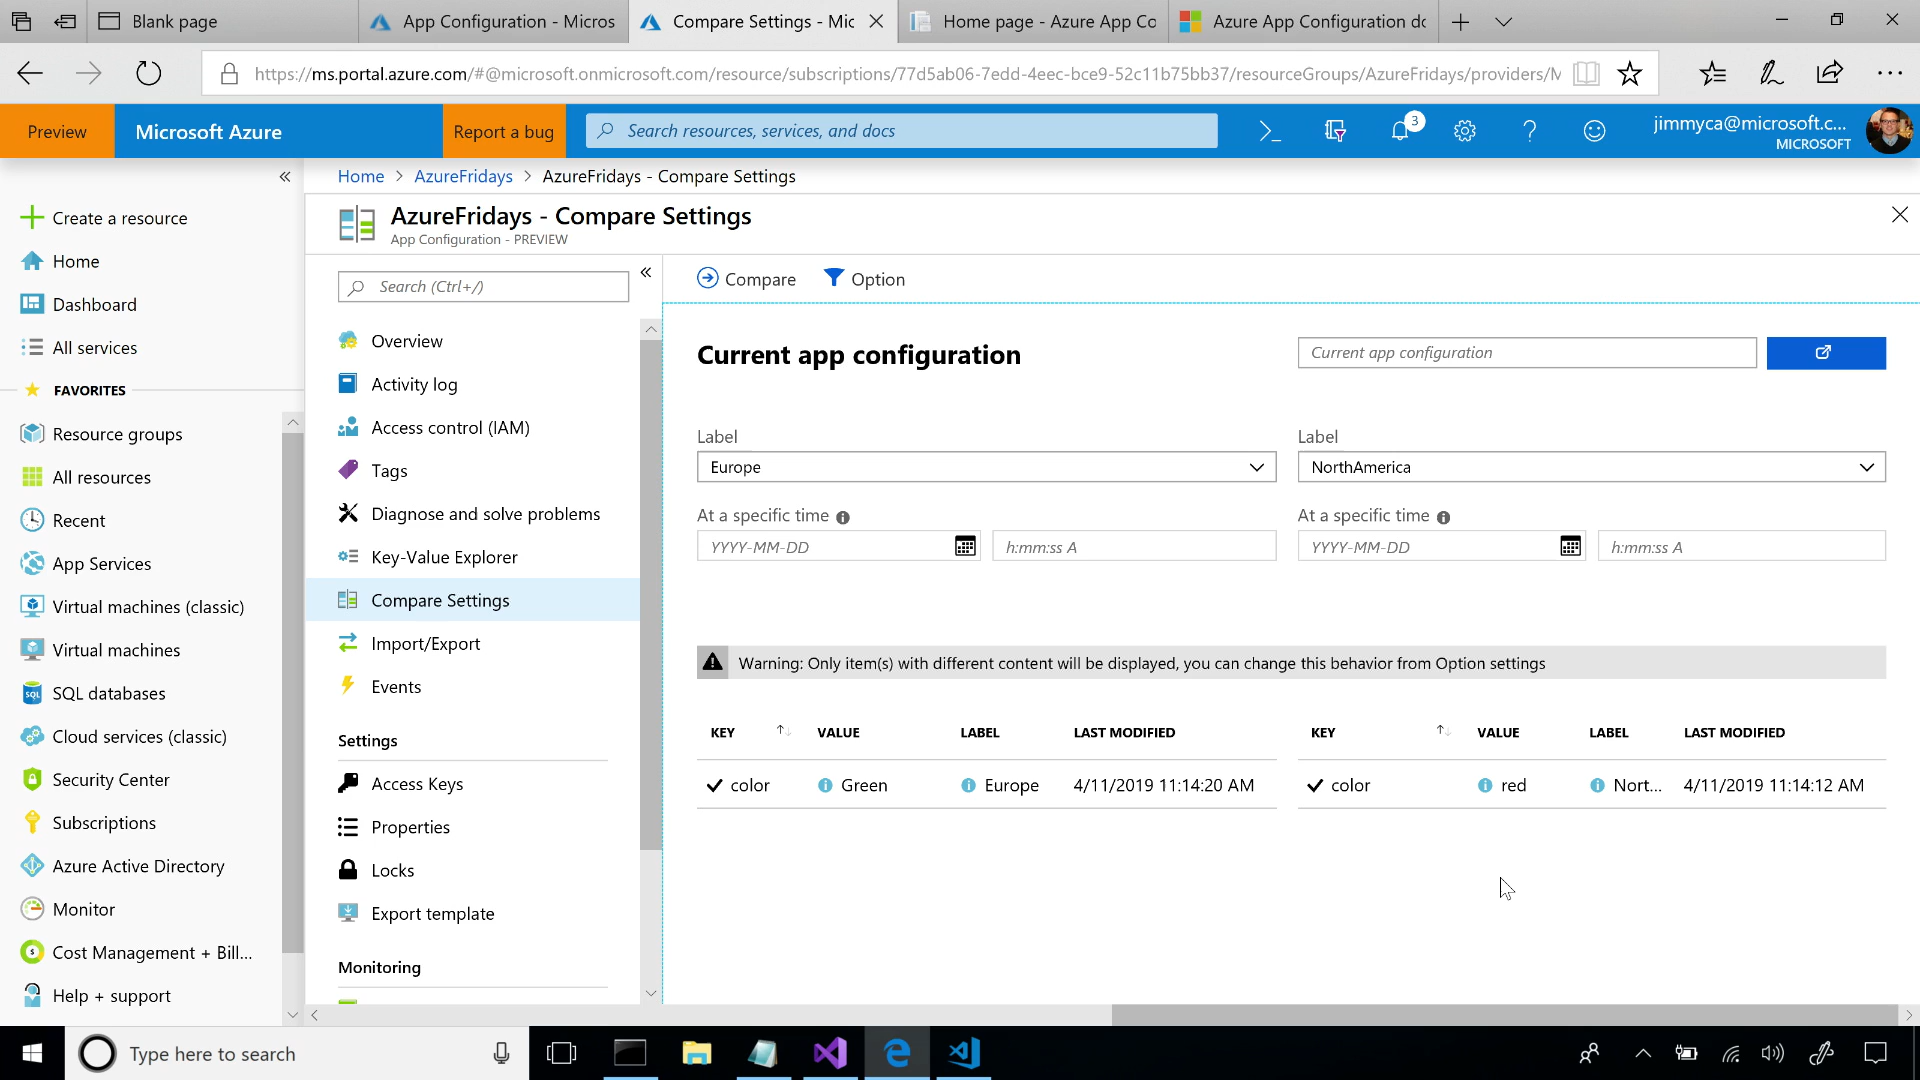 Blank page
App Configuration - Micros
Compare Settings - Mic
Home page - Azure App Co
Azure App Configuration do
https://ms.portal.azure.com/#@microsoft.onmicrosoft.com/resource/subscriptions/77d5ab06-7edd-4eec-bce9-52c11b75bb37/resourceGroups/AzureFridays/providers/M
Preview
Microsoft Azure
Report a bug
Search resources, services, and docs
3
jimmyca@microsoft.c...
MICROSOFT
Home > AzureFridays > AzureFridays - Compare Settings
AzureFridays - Compare Settings
App Configuration - PREVIEW
Create a resource
Home
Dashboard
All services
FAVORITES
Resource groups
All resources
Recent
App Services
Virtual machines (classic)
Virtual machines
SQL databases
Cloud services (classic)
Security Center
Subscriptions
Azure Active Directory
Monitor
Cost Management + Bill...
Help + support
Search (Ctrl+/)
Overview
Activity log
Access control (IAM)
Tags
Diagnose and solve problems
Key-Value Explorer
Compare Settings
Import/Export
Events
Settings
Access Keys
Properties
Locks
Export template
Monitoring
Compare
Option
Current app configuration
Current app configuration
Label
Europe
Label
NorthAmerica
At a specific time
YYYY-MM-DD
h:mm:ss A
At a specific time
YYYY-MM-DD
h:mm:ss A
Warning: Only item(s) with different content will be displayed, you can change this behavior from Option settings
KEY VALUE LABEL LAST MODIFIED
color Green Europe 4/11/2019 11:14:20 AM
KEY VALUE LABEL LAST MODIFIED
color red Nort... 4/11/2019 11:14:12 AM
Type here to search